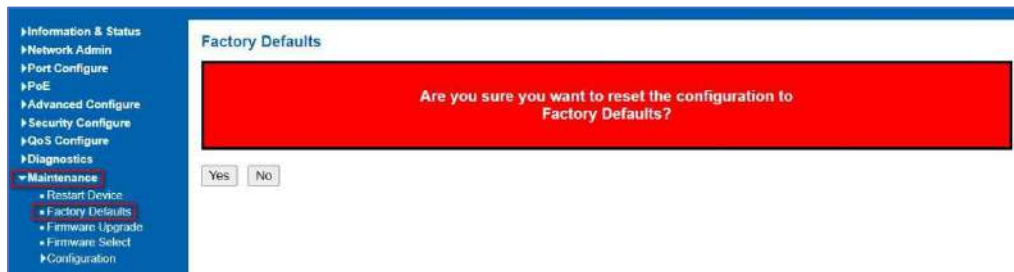 Information & Status
Network Admin
Port Configure
PoE
Advanced Configure
Security Configure
QoS Configure
Diagnostics
Maintenance
Restart Device
Factory Defaults
Firmware Upgrade
Firmware Select
Configuration
Factory Defaults
Are you sure you want to reset the configuration to
Factory Defaults?
Yes No